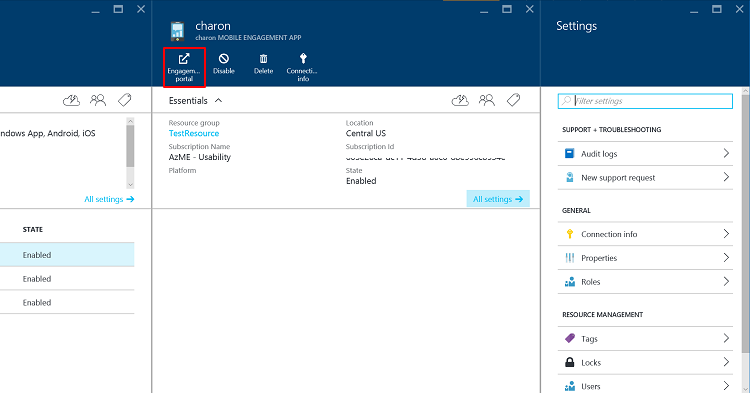 ndows App, Android, iOS
All settings →
STATE
Enabled
Enabled
Enabled
charon
charon MOBILE ENGAGEMENT APP
Engagem... portal
Disable
Delete
Connecti... info
Essentials
Resource group
TestResource
Location
Central US
Subscription Name
AzME - Usability
Subscription Id
Platform
State
Enabled
All settings →
Settings
Filter settings
SUPPORT + TROUBLESHOOTING
Audit logs
New support request
GENERAL
Connection info
Properties
Roles
RESOURCE MANAGEMENT
Tags
Locks
Users